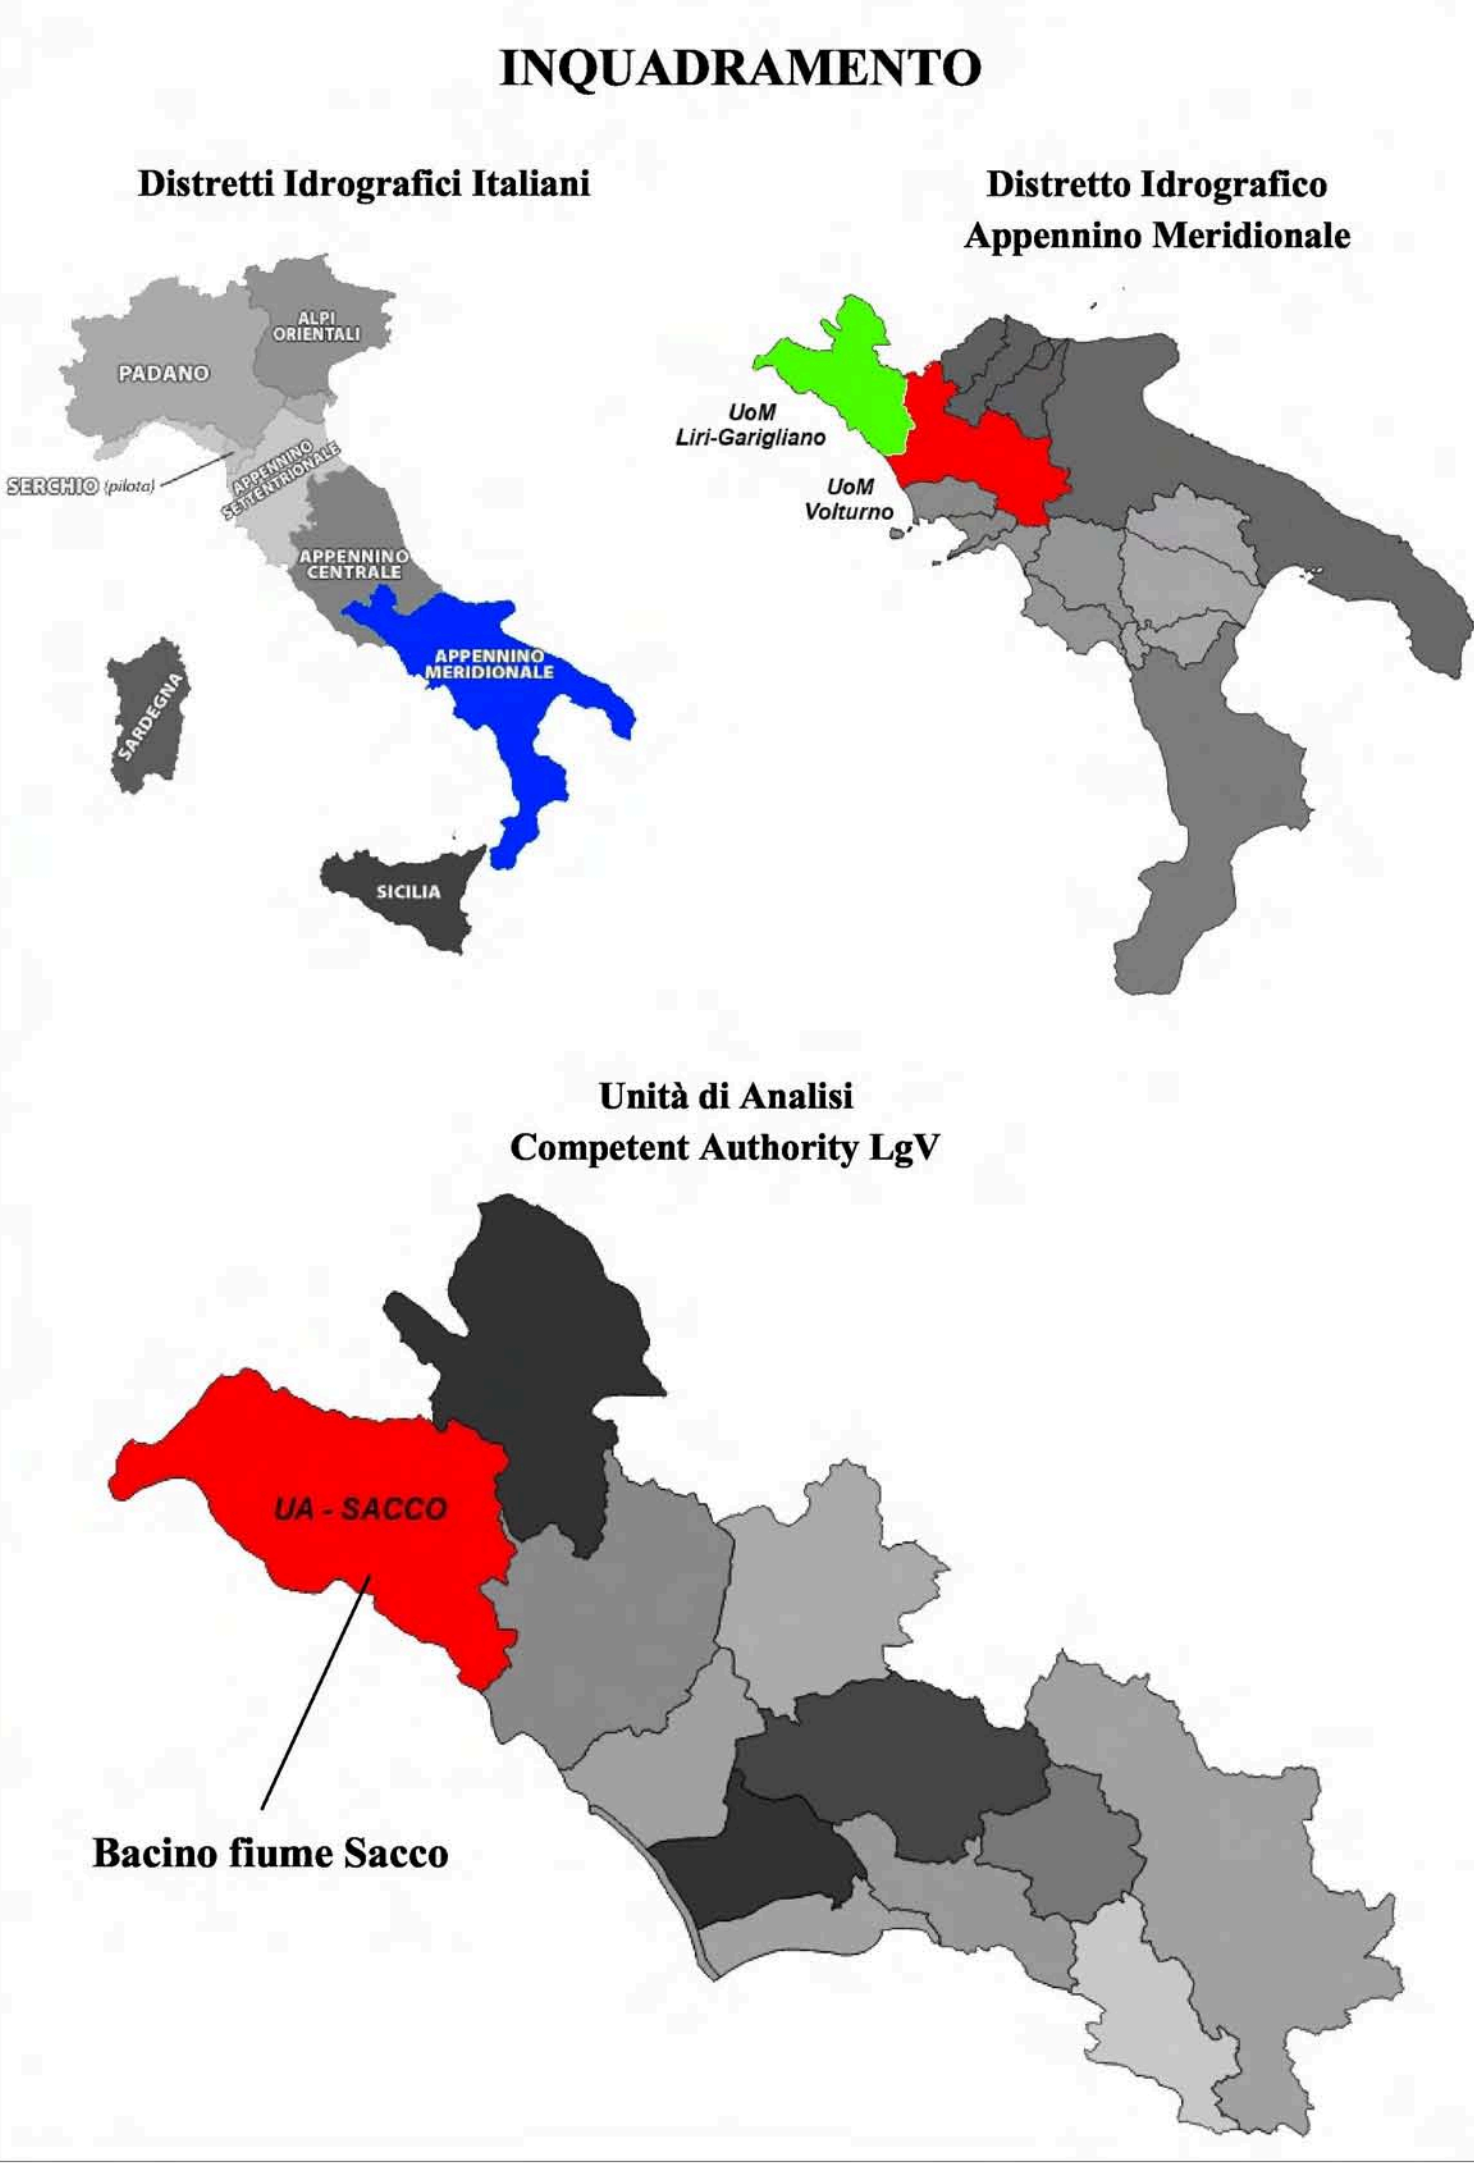 INQUADRAMENTO
Distretti Idrografici Italiani
ALPI
ORIENTALI
PADANO
APPENNINO
SETTENTRIONALE
SERCHIO (pilota)
APPENNINO
CENTRALE
APPENNINO
MERIDIONALE
SARDEGNA
SICILIA
Distretto Idrografico
Appennino Meridionale
UoM
Liri-Garigliano
UoM
Volturno
Unità di Analisi
Competent Authority LgV
UA - SACCO
Bacino fiume Sacco